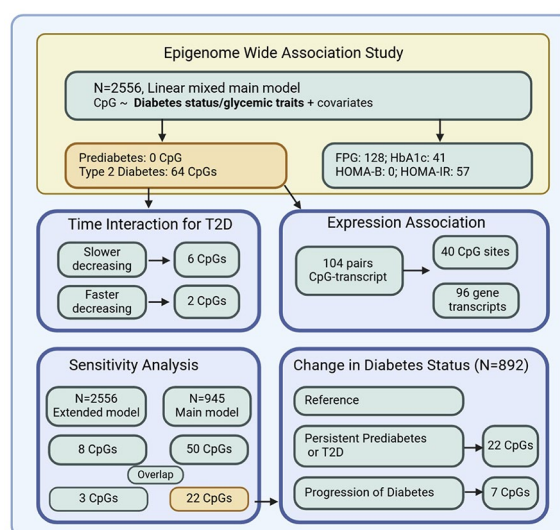 Epigenome Wide Association Study
N=2556, Linear mixed main model
CpG ~ Diabetes status/glycemic traits + covariates
Prediabetes: 0 CpG
Type 2 Diabetes: 64 CpGs
FPG: 128; HbA1c: 41
HOMA-B: 0; HOMA-IR: 57
Time Interaction for T2D
Slower
decreasing
6 CpGs
Faster
decreasing
2 CpGs
Expression Association
104 pairs
CpG-transcript
40 CpG sites
96 gene
transcripts
Sensitivity Analysis
N=2556
Extended model
N=945
Main model
8 CpGs
50 CpGs
Overlap
3 CpGs
22 CpGs
Change in Diabetes Status (N=892)
Reference
Persistent Prediabetes
or T2D
22 CpGs
Progression of Diabetes
7 CpGs